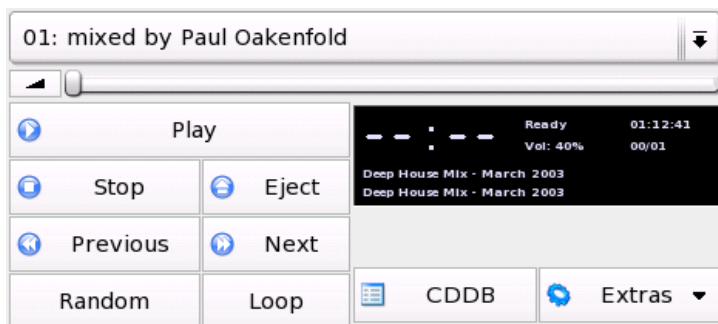 01: mixed by Paul Oakenfold
Play
Stop
Eject
Previous
Next
Random
Loop
--:-- Ready 01:12:41
Vol: 40% 00/01
Deep House Mix - March 2003
Deep House Mix - March 2003
CDDB
Extras